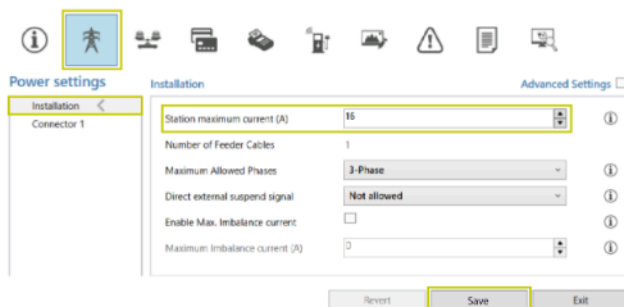 Power settings
Installation
Connector 1
Installation
Advanced Settings
Station maximum current (A)
16
Number of Feeder Cables
1
Maximum Allowed Phases
3-Phase
Direct external suspend signal
Not allowed
Enable Max. Imbalance current
Maximum Imbalance current (A)
0
Revert
Save
Exit